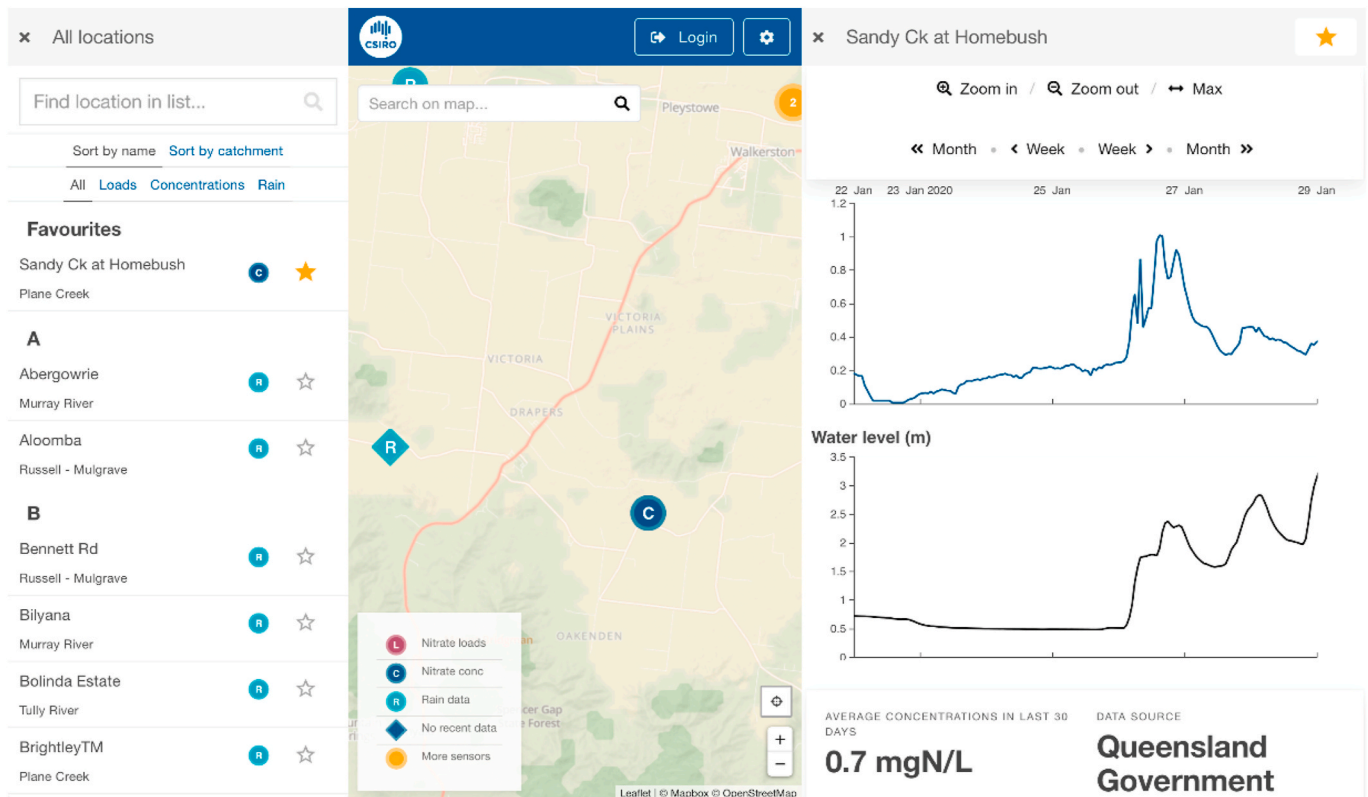 × All locations
Find location in list...
Sort by name Sort by catchment
All Loads Concentrations Rain
Favourites
Sandy Ck at Homebush
C
Plane Creek
A
Abergowrie
R
Murray River
Aloomba
R
Russell - Mulgrave
B
Bennett Rd
R
Russell - Mulgrave
Bilyana
R
Murray River
Bolinda Estate
R
Tully River
BrightleyTM
R
Plane Creek
CSIRO
Login
R
Search on map...
2
Pleystowe
Walkerston
VICTORIA
PLAINS
VICTORIA
DRAPERS
R
C
OAKENDEN
L Nitrate loads
C Nitrate conc
R Rain data
No recent data
More sensors
Forest
+
−
Leaflet | © Mapbox © OpenStreetMap
× Sandy Ck at Homebush
Zoom in / Zoom out / Max
Month • Week • Week • Month
22 Jan 23 Jan 2020 25 Jan 27 Jan 29 Jan
1.2
1
0.8
0.6
0.4
0.2
0
Water level (m)
3.5
3
2.5
2
1.5
1
0.5
0
AVERAGE CONCENTRATIONS IN LAST 30
DAYS
0.7 mgN/L
DATA SOURCE
Queensland
Government